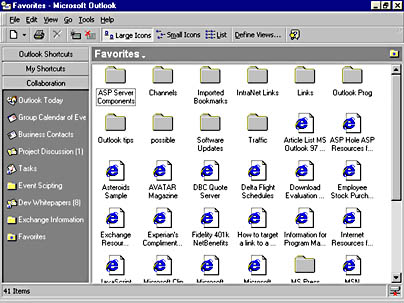 Favorites - Microsoft Outlook
File Edit View Go Tools Help
Large Icons Small Icons List Define Views...
Outlook Shortcuts
My Shortcuts
Collaboration
Outlook Today
Group Calendar of Eve
Business Contacts
Project Discussion (1)
Tasks
Event Scipting
Dev Whitepapers (8)
Exchange Information
Favorites
Favorites
ASP Server Components
Channels
Imported Bookmarks
IntraNet Links
Links
Outlook Prog
Outlook tips
possible
Software Updates
Traffic
Article List MS Outlook 97 ...
ASP Hole ASP Resources f...
Asteroids Sample
AVATAR Magazine
DBC Quote Server
Delta Flight Schedules
Download Evaluation ...
Employee Stock Purc...
Exchange Resour...
Experian's Compliment...
Fidelity 401k NetBenefits
How to target a link to a ...
Information for Program Ma...
Internet Resources f...
JavaScript
Microsoft Clip
Microsoft
Microsoft
MS Press
MSN
41 Items